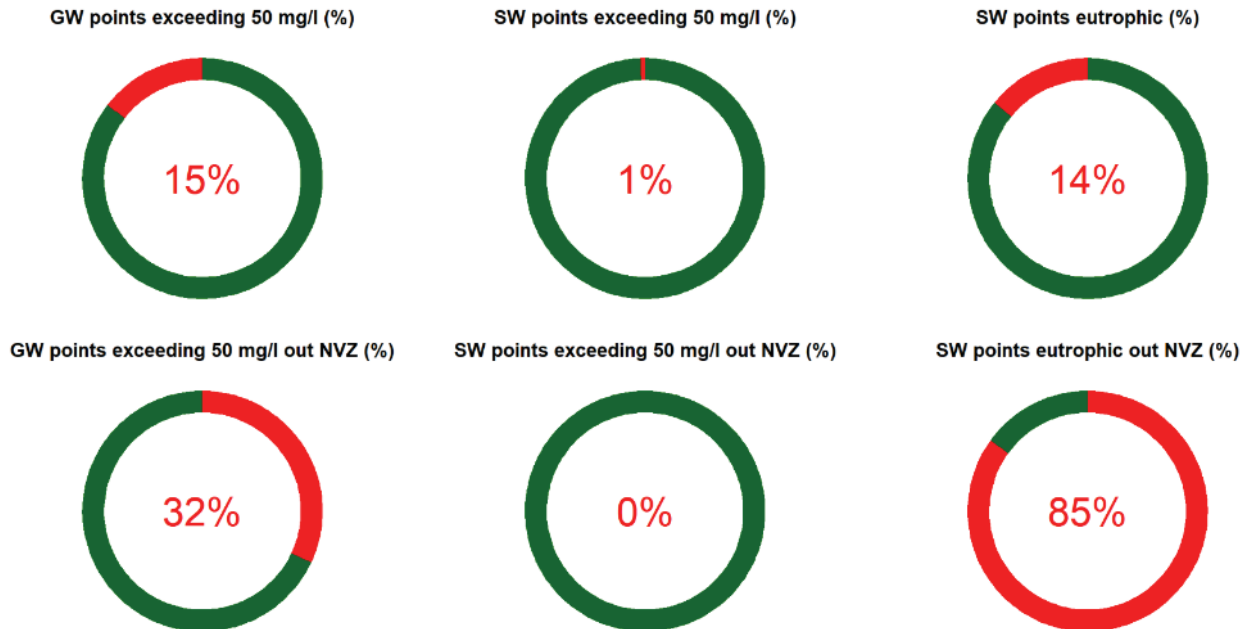 GW points exceeding 50 mg/l (%)
SW points exceeding 50 mg/l (%)
SW points eutrophic (%)
15%
1%
14%
GW points exceeding 50 mg/l out NVZ (%)
SW points exceeding 50 mg/l out NVZ (%)
SW points eutrophic out NVZ (%)
32%
0%
85%